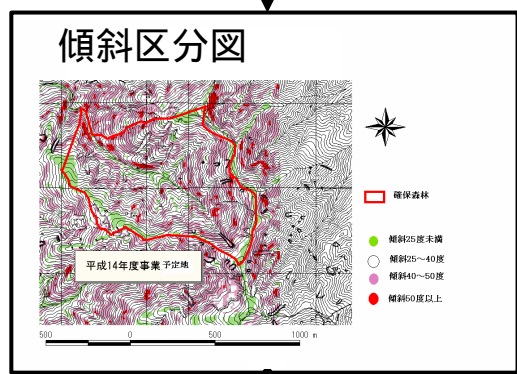 傾斜区分図
確保森林
傾斜25度未満
傾斜25～40度
傾斜40～50度
傾斜50度以上
平成14年度事業予定地
500 0 500 1000 m